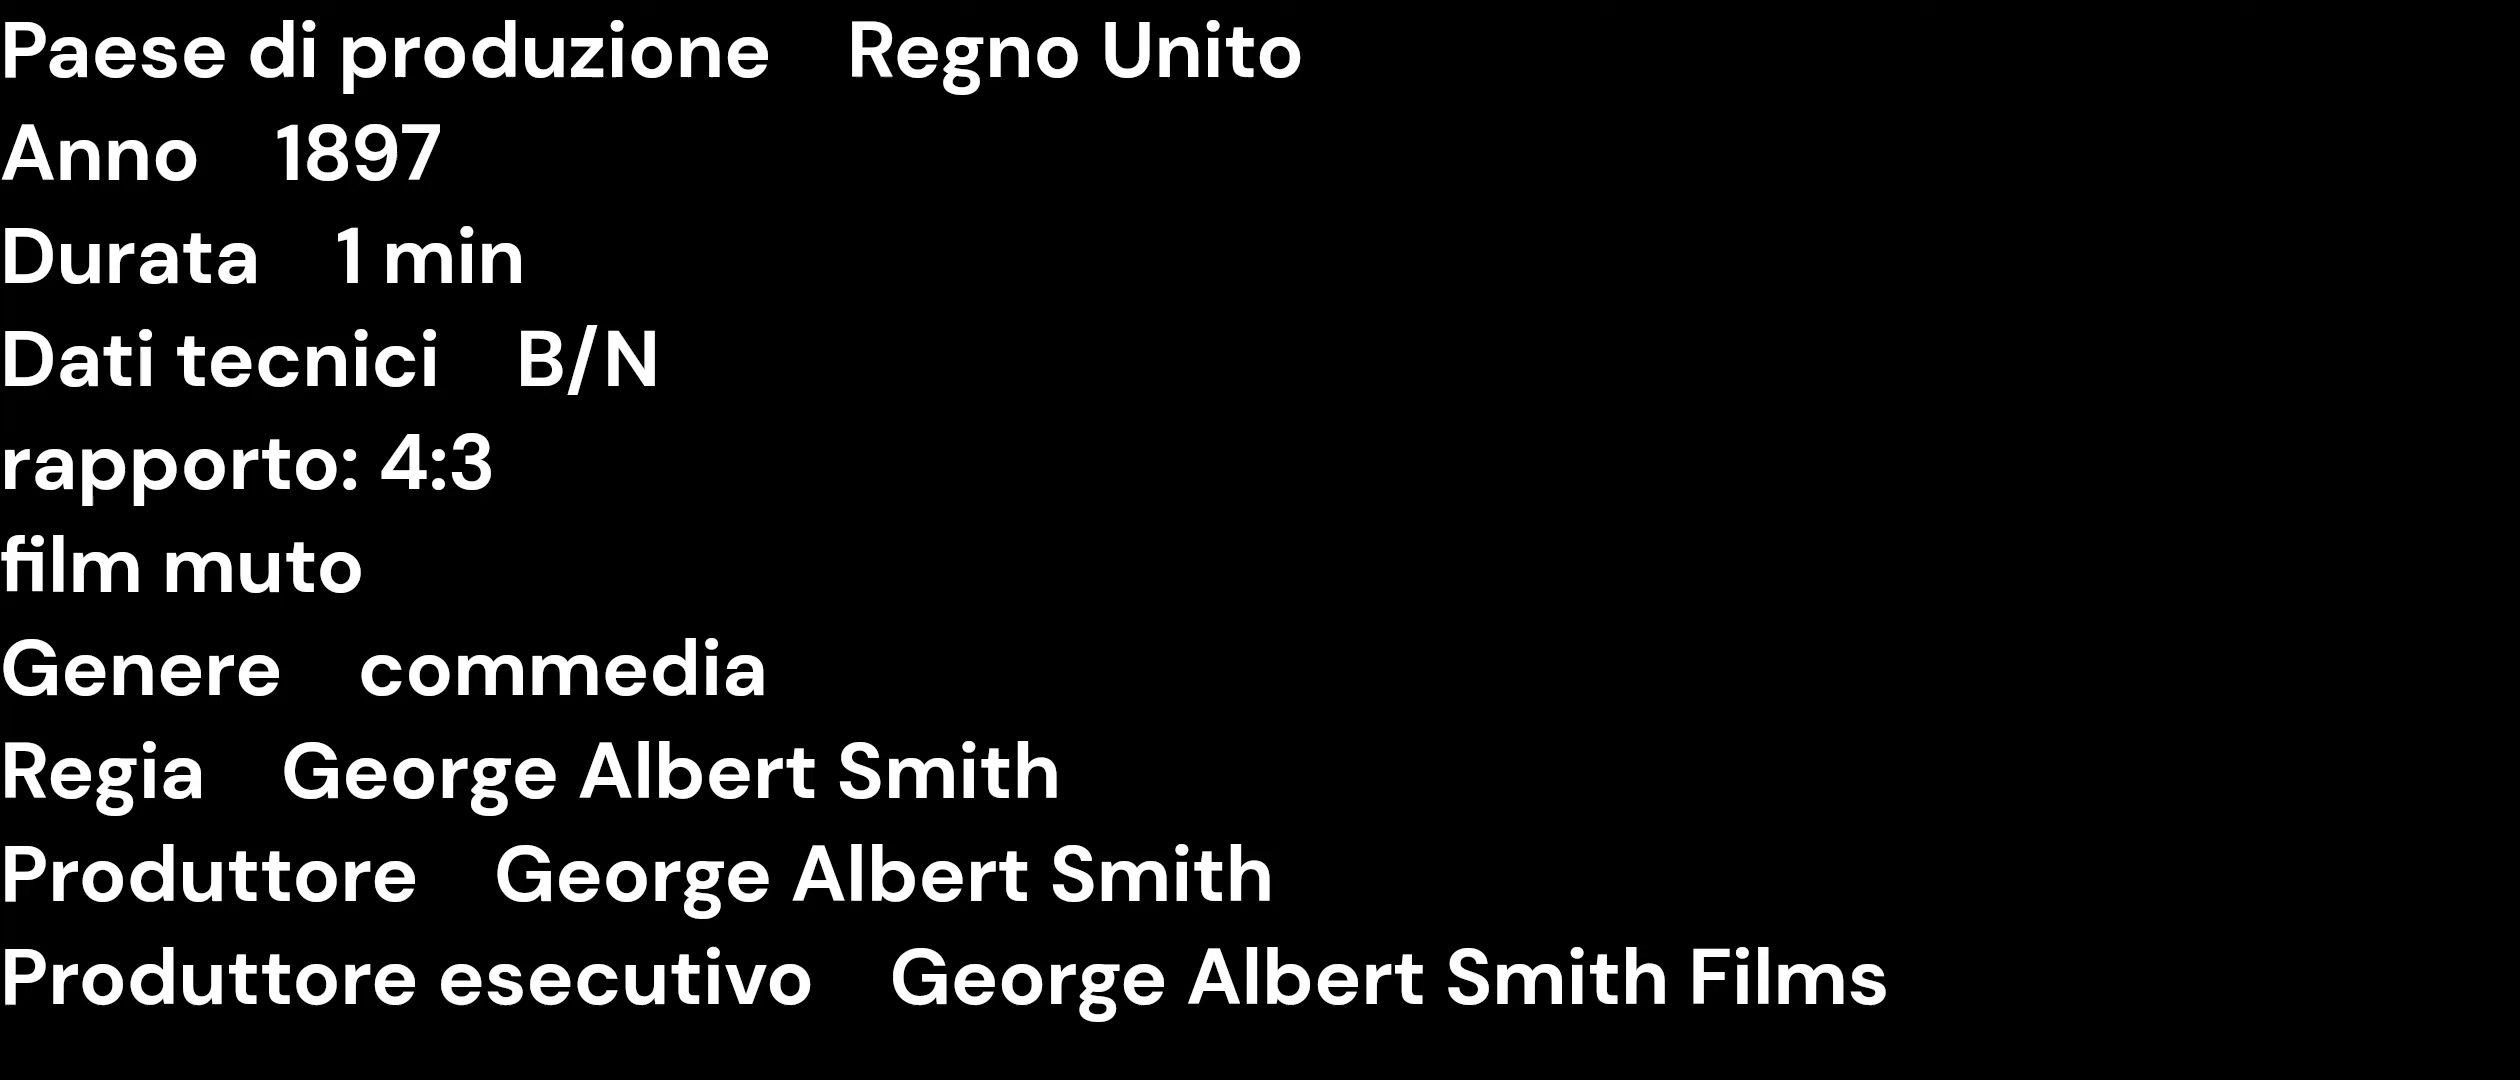 Paese di produzione Regno Unito
Anno 1897
Durata 1 min
Dati tecnici B/N
rapporto: 4:3
film muto
Genere commedia
Regia George Albert Smith
Produttore George Albert Smith
Produttore esecutivo George Albert Smith Films